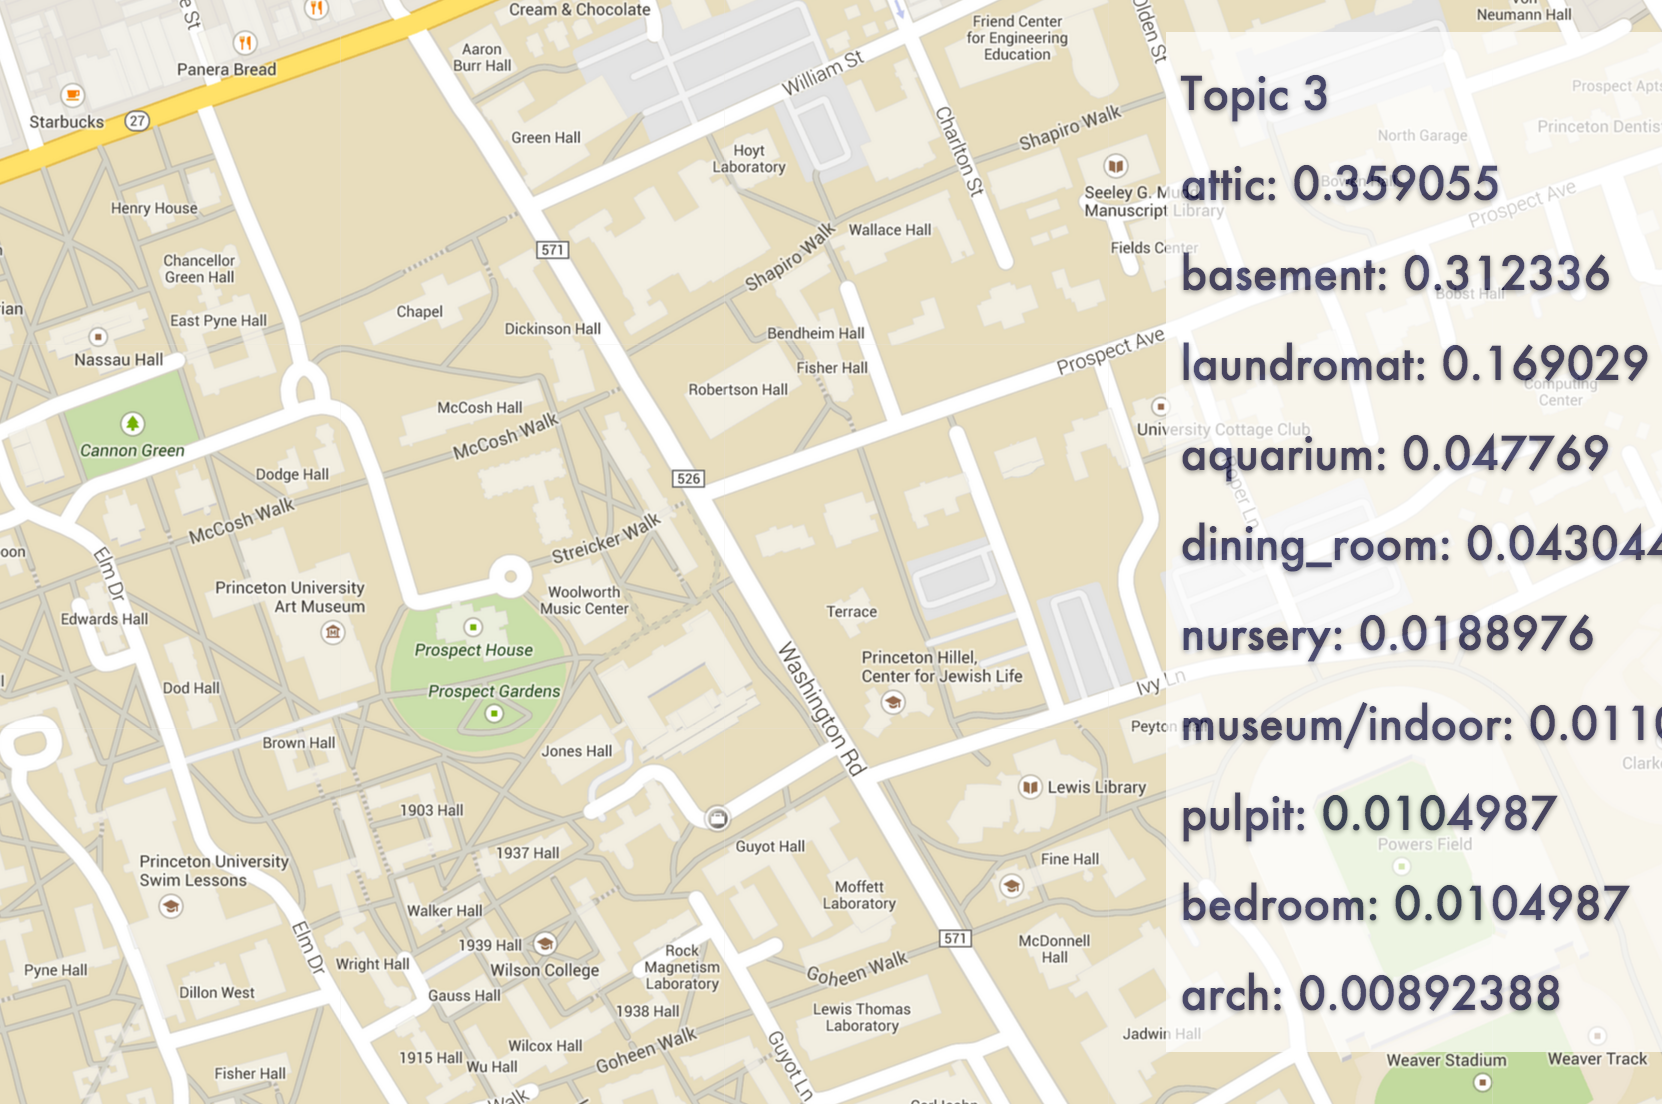 Cream & Chocolate
Aaron
Burr Hall
Friend Center
for Engineering
Education
Neumann Hall
Panera Bread
Starbucks
27
William St
Olden St
Green Hall
Hoyt
Laboratory
Charlton St
Shapiro Walk
Prospect Apts
North Garage
Princeton Dentis
Henry House
Seeley G. Mudd
Manuscript Library
Prospect Ave
571
Wallace Hall
Fields Center
Chancellor
Green Hall
Shapiro Walk
Bobst Hall
Chapel
East Pyne Hall
Dickinson Hall
Bendheim Hall
Nassau Hall
Fisher Hall
Prospect Ave
Robertson Hall
Computing
Center
McCosh Hall
McCosh Walk
University Cottage Club
Cannon Green
Dodge Hall
526
McCosh Walk
Streicker Walk
Elm Dr
Princeton University
Art Museum
Woolworth
Music Center
Terrace
Edwards Hall
Prospect House
Princeton Hillel,
Center for Jewish Life
Washington Rd
Ivy Ln
Dod Hall
Prospect Gardens
Brown Hall
Jones Hall
Lewis Library
1903 Hall
Guyot Hall
Powers Field
1937 Hall
Fine Hall
Princeton University
Swim Lessons
Moffett
Laboratory
Walker Hall
571
1939 Hall
Elm Dr
Wright Hall
Wilson College
Rock
Magnetism
Laboratory
Goheen Walk
McDonnell
Hall
Pyne Hall
Dillon West
Gauss Hall
1938 Hall
Lewis Thomas
Laboratory
Jadwin Hall
Wilcox Hall
Goheen Walk
1915 Hall
Wu Hall
Guyot Ln
Fisher Hall
Walk
Weaver Stadium
Weaver Track
Topic 3
attic: 0.359055
basement: 0.312336
laundromat: 0.169029
aquarium: 0.047769
dining_room: 0.043044
nursery: 0.0188976
museum/indoor: 0.0110
pulpit: 0.0104987
bedroom: 0.0104987
arch: 0.00892388